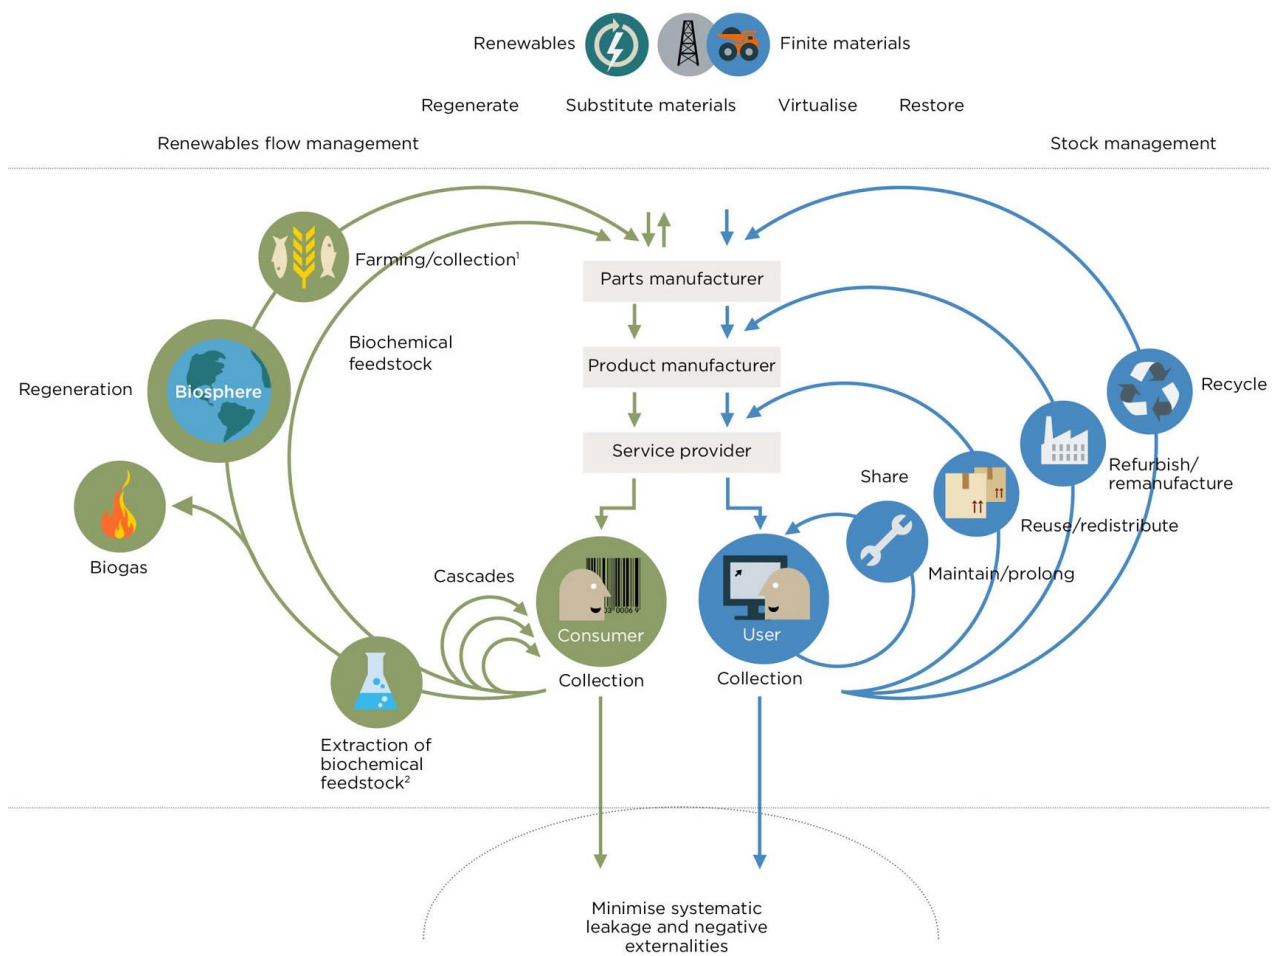 Renewables
Finite materials
Regenerate
Substitute materials
Virtualise
Restore
Renewables flow management
Stock management
Farming/collection¹
Parts manufacturer
Biochemical
feedstock
Product manufacturer
Regeneration
Biosphere
Recycle
Service provider
Share
Refurbish/
remanufacture
Reuse/redistribute
Biogas
Cascades
Maintain/prolong
Consumer
User
Collection
Collection
Extraction of
biochemical
feedstock²
Minimise systematic
leakage and negative
externalities